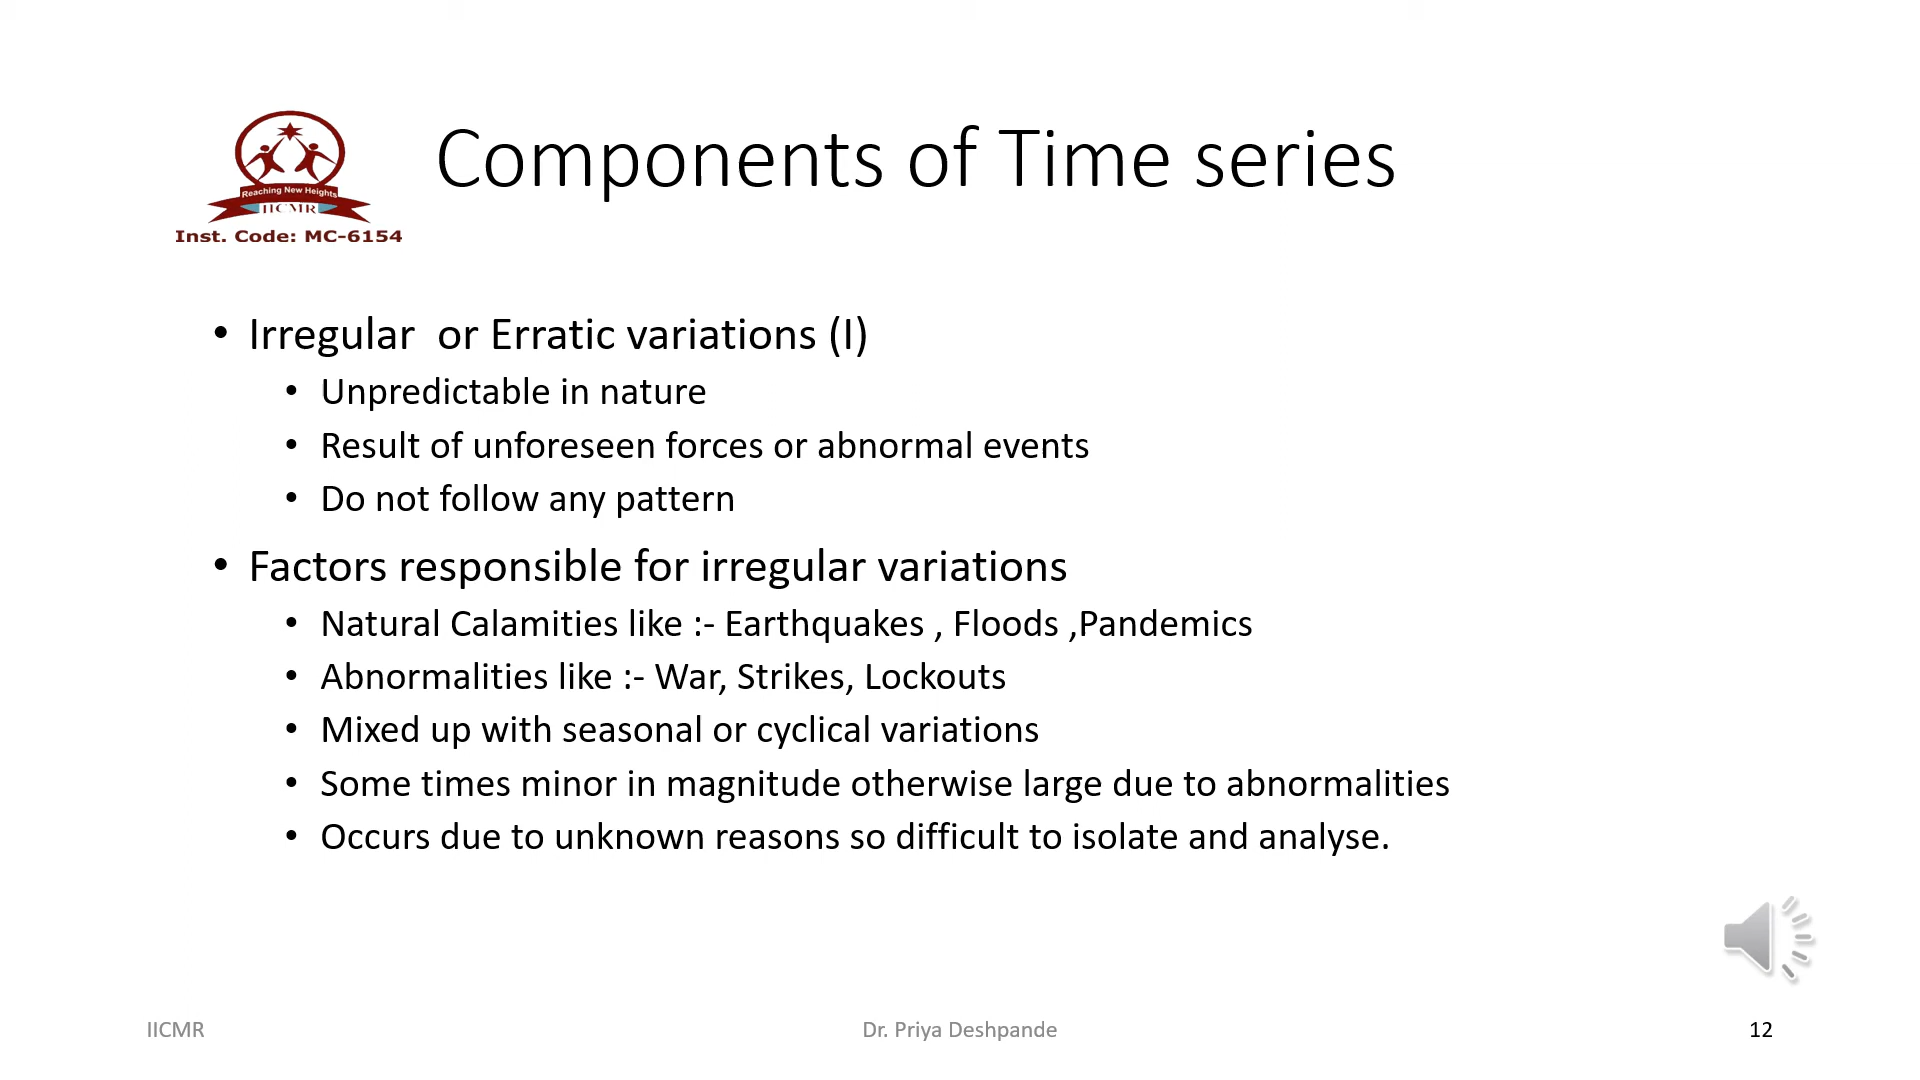 Reaching New Heights
IICMR
Inst. Code: MC-6154
Components of Time series
• Irregular  or Erratic variations (I)
• Unpredictable in nature
• Result of unforeseen forces or abnormal events
• Do not follow any pattern
• Factors responsible for irregular variations
• Natural Calamities like :- Earthquakes , Floods ,Pandemics
• Abnormalities like :- War, Strikes, Lockouts
• Mixed up with seasonal or cyclical variations
• Some times minor in magnitude otherwise large due to abnormalities
• Occurs due to unknown reasons so difficult to isolate and analyse.
IICMR
Dr. Priya Deshpande
12